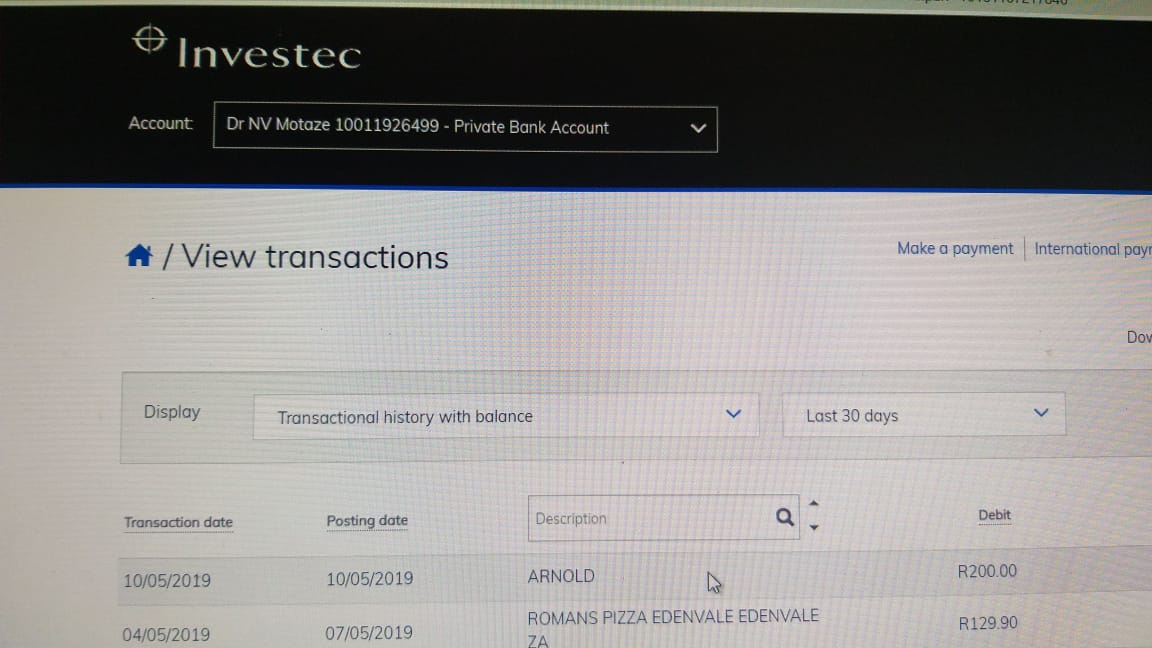 Investec
Account: Dr NV Motaze 10011926499 - Private Bank Account
/ View transactions
Make a payment International payr
Dow
Display Transactional history with balance Last 30 days
Transaction date Posting date Description Debit
10/05/2019 10/05/2019 ARNOLD R200.00
04/05/2019 07/05/2019 ROMANS PIZZA EDENVALE EDENVALE R129.90
ZA